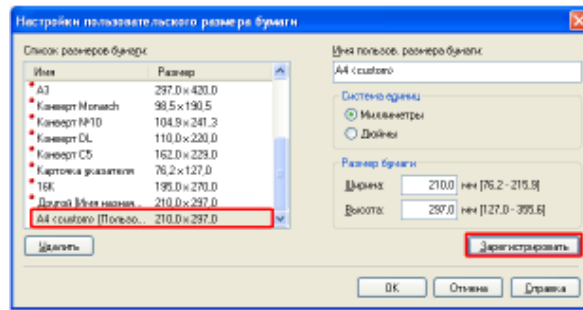 Настройки пользовательского размера бумаги
Список размеров бумаги:
Имя Размер
A3 297.0 x 420.0
Конверт Monarch 98,5 x 190,5
Конверт №10 104,9 x 241,3
Конверт DL 110,0 x 220,0
Конверт C5 162.0 x 229.0
Карточка указателя 76,2 x 127,0
16K 195.0 x 270.0
Другой (Имя назнач... 210,0 x 297,0
A4 <custom> [Пользо... 210.0 x 297.0
Удалить
Имя пользов. размера бумаги:
A4 <custom>
Система единиц
Миллиметры
Дюймы
Размер бумаги
Ширина: 210,0 мм [76.2 - 215.9]
Высота: 297,0 мм [127.0 - 355.6]
Зарегистрировать
OK Отмена Справка